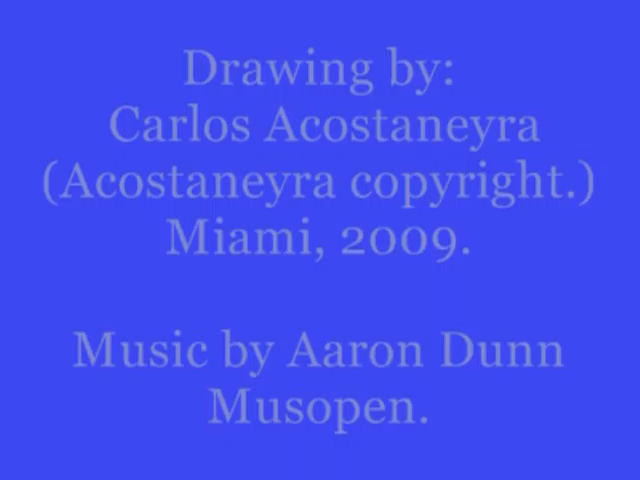 Drawing by:
Carlos Acostaneyra
(Acostaneyra copyright.)
Miami, 2009.
Music by Aaron Dunn
Musopen.